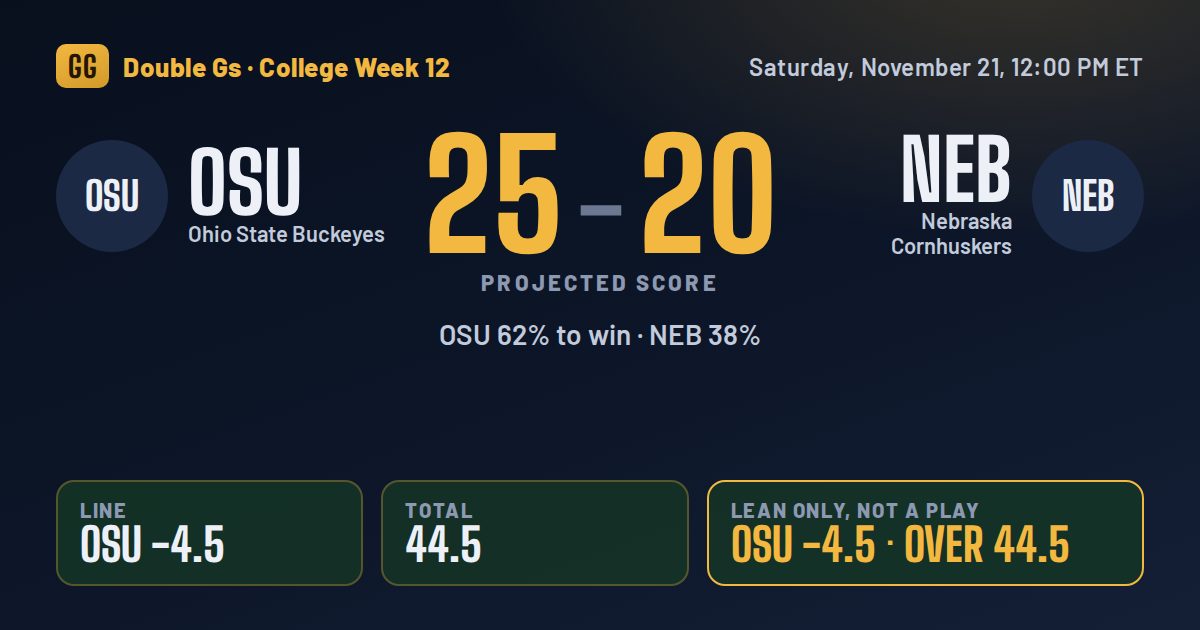 GG
Double Gs · College Week 12
Saturday, November 21, 12:00 PM ET
OSU
OSU
Ohio State Buckeyes
25 – 20
PROJECTED SCORE
OSU 62% to win · NEB 38%
NEB
Nebraska
Cornhuskers
NEB
LINE
OSU −4.5
TOTAL
44.5
LEAN ONLY, NOT A PLAY
OSU −4.5 · OVER 44.5